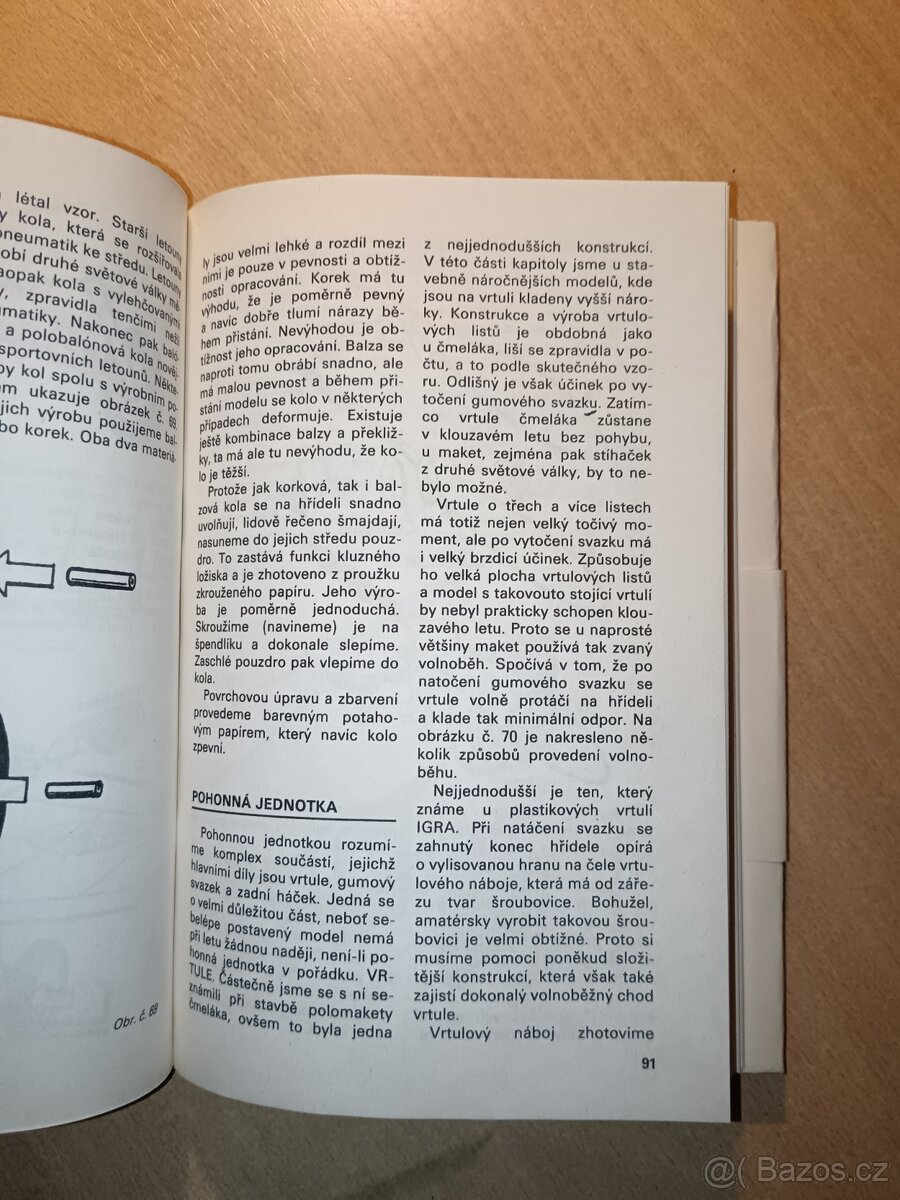 létal vzor. Starší letouny
kola, která se rozšiřovala
pneumatik ke středu. Letouny
obí druhé světové války mě-
aopak kola s vylehčovanými
zpravidla tenčími než
matiky. Nakonec pak baló-
a polobalónová kola nověj-
sportovních letounů. Někte-
by kol spolu s výrobním po-
em ukazuje obrázek č. 69.
jich výrobu použijeme bal-
bo korek. Oba dva materiá-
Obr. č. 69
ly jsou velmi lehké a rozdíl mezi
nimi je pouze v pevnosti a obtíž-
nosti opracování. Korek má tu
výhodu, že je poměrně pevný
a navíc dobře tlumí nárazy bě-
hem přistání. Nevýhodou je ob-
tížnost jeho opracování. Balza se
naproti tomu obrábí snadno, ale
má malou pevnost a během při-
stání modelu se kolo v některých
případech deformuje. Existuje
ještě kombinace balzy a překliž-
ky, ta má ale tu nevýhodu, že ko-
lo je těžší.
Protože jak korková, tak i bal-
zová kola se na hřídeli snadno
uvolňují, lidově řečeno šmajdají,
nasuneme do jejich středu pouz-
dro. To zastává funkci kluzného
ložiska a je zhotoveno z proužku
zkrouženého papíru. Jeho výro-
ba je poměrně jednoduchá.
Skroužíme (navineme) je na
špendlíku a dokonale slepíme.
Zaschlé pouzdro pak vlepíme do
kola.
Povrchovou úpravu a zbarvení
provedeme barevným potaho-
vým papírem, který navíc kolo
zpevní.
POHONNÁ JEDNOTKA
Pohonnou jednotkou rozumí-
me komplex součástí, jejichž
hlavními díly jsou vrtule, gumový
svazek a zadní háček. Jedná se
o velmi důležitou část, neboť se-
belépe postavený model nemá
při letu žádnou naději, není-li po-
honná jednotka v pořádku. VR-
TULE. Částečně jsme se s ní se-
známili při stavbě polomakety
čmeláka, ovšem to byla jedna
z nejjednodušších konstrukcí.
V této části kapitoly jsme u sta-
vebně náročnějších modelů, kde
jsou na vrtuli kladeny vyšší náro-
ky. Konstrukce a výroba vrtulo-
vých listů je obdobná jako
u čmeláka, liší se zpravidla v po-
čtu, a to podle skutečného vzo-
ru. Odlišný je však účinek po vy-
točení gumového svazku. Zatím-
co vrtule čmeláka zůstane
v klouzavém letu bez pohybu,
u maket, zejména pak stíhaček
z druhé světové války, by to ne-
bylo možné.
Vrtule o třech a více listech
má totiž nejen velký točivý mo-
ment, ale po vytočení svazku má
i velký brzdicí účinek. Způsobuje
ho velká plocha vrtulových listů
a model s takovouto stojící vrtulí
by nebyl prakticky schopen klou-
zavého letu. Proto se u naprosté
většiny maket používá tak zvaný
volnoběh. Spočívá v tom, že po
natočení gumového svazku se
vrtule volně protáčí na hřídeli
a klade tak minimální odpor. Na
obrázku č. 70 je nakresleno ně-
kolik způsobů provedení volno-
běhu.
Nejjednodušší je ten, který
známe u plastikových vrtulí
IGRA. Při natáčení svazku se
zahnutý konec hřídele opírá
o vylisovanou hranu na čele vrtu-
lového náboje, která má od záře-
zu tvar šroubovice. Bohužel,
amatérsky vyrobit takovou šrou-
bovici je velmi obtížné. Proto si
musíme pomoci poněkud složi-
tější konstrukcí, která však také
zajistí dokonalý volnoběžný chod
vrtule.
Vrtulový náboj zhotovíme
91
@( Bazos.cz